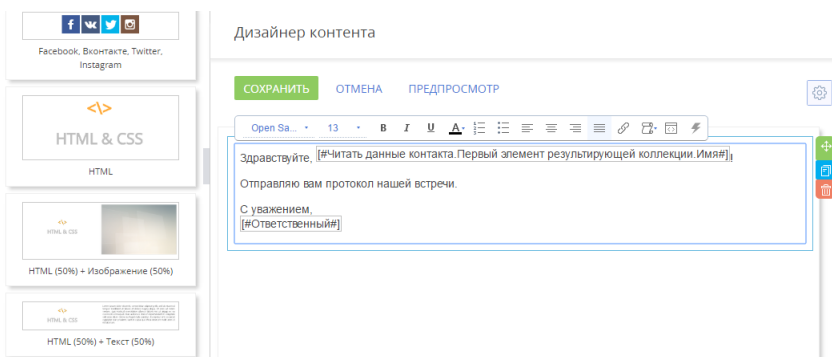 Facebook, Вконтакте, Twitter,
Instagram
<\>
HTML & CSS
HTML
<\>
HTML & CSS
HTML (50%) + Изображение (50%)
<\>
HTML & CSS
HTML (50%) + Текст (50%)
Дизайнер контента
СОХРАНИТЬ ОТМЕНА ПРЕДПРОСМОТР
Open Sa... 13 B I U A
Здравствуйте, [#Читать данные контакта.Первый элемент результирующей коллекции.Имя#]!
Отправляю вам протокол нашей встречи.
С уважением,
[#Ответственный#]